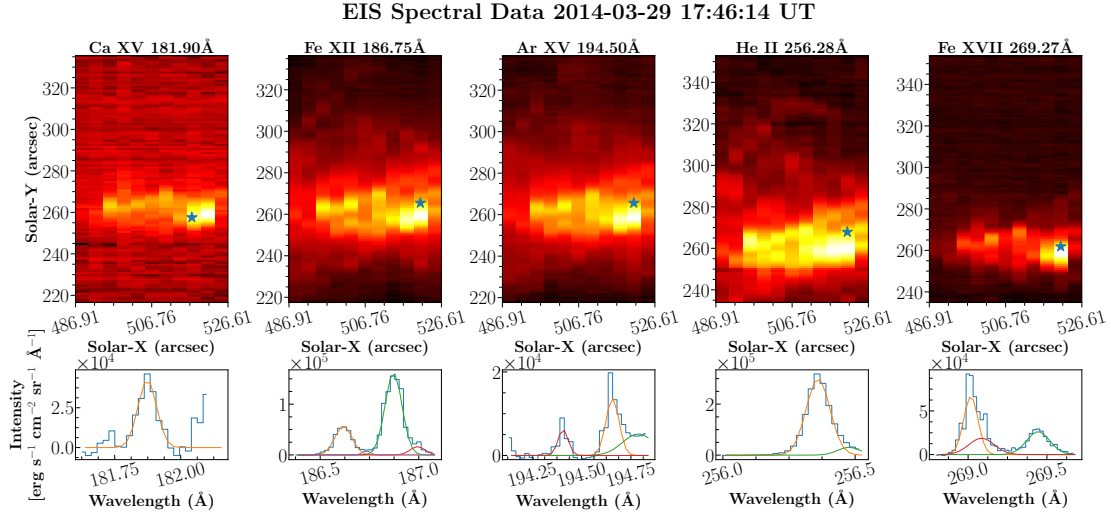 EIS Spectral Data 2014-03-29 17:46:14 UT
Ca XV 181.90Å Fe XII 186.75Å Ar XV 194.50Å He II 256.28Å Fe XVII 269.27Å
Solar-Y (arcsec)
320 300 280 260 240 220
320 300 280 260 240 220
320 300 280 260 240 220
340 320 300 280 260 240
340 320 300 280 260 240
486.91 506.76 526.61 486.91 506.76 526.61 486.91 506.76 526.61 486.91 506.76 526.61 486.91 506.76 526.61
Solar-X (arcsec) Solar-X (arcsec) Solar-X (arcsec) Solar-X (arcsec) Solar-X (arcsec)
×10⁴ ×10⁵ ×10⁴ ×10⁵ ×10⁴
Intensity
[erg s⁻¹ cm⁻² sr⁻¹ Å⁻¹]
2.5 0.0
1 0
2 0
2 0
5 0
181.75 182.00 186.5 187.0 194.25 194.50 194.75 256.0 256.5 269.0 269.5
Wavelength (Å) Wavelength (Å) Wavelength (Å) Wavelength (Å) Wavelength (Å)